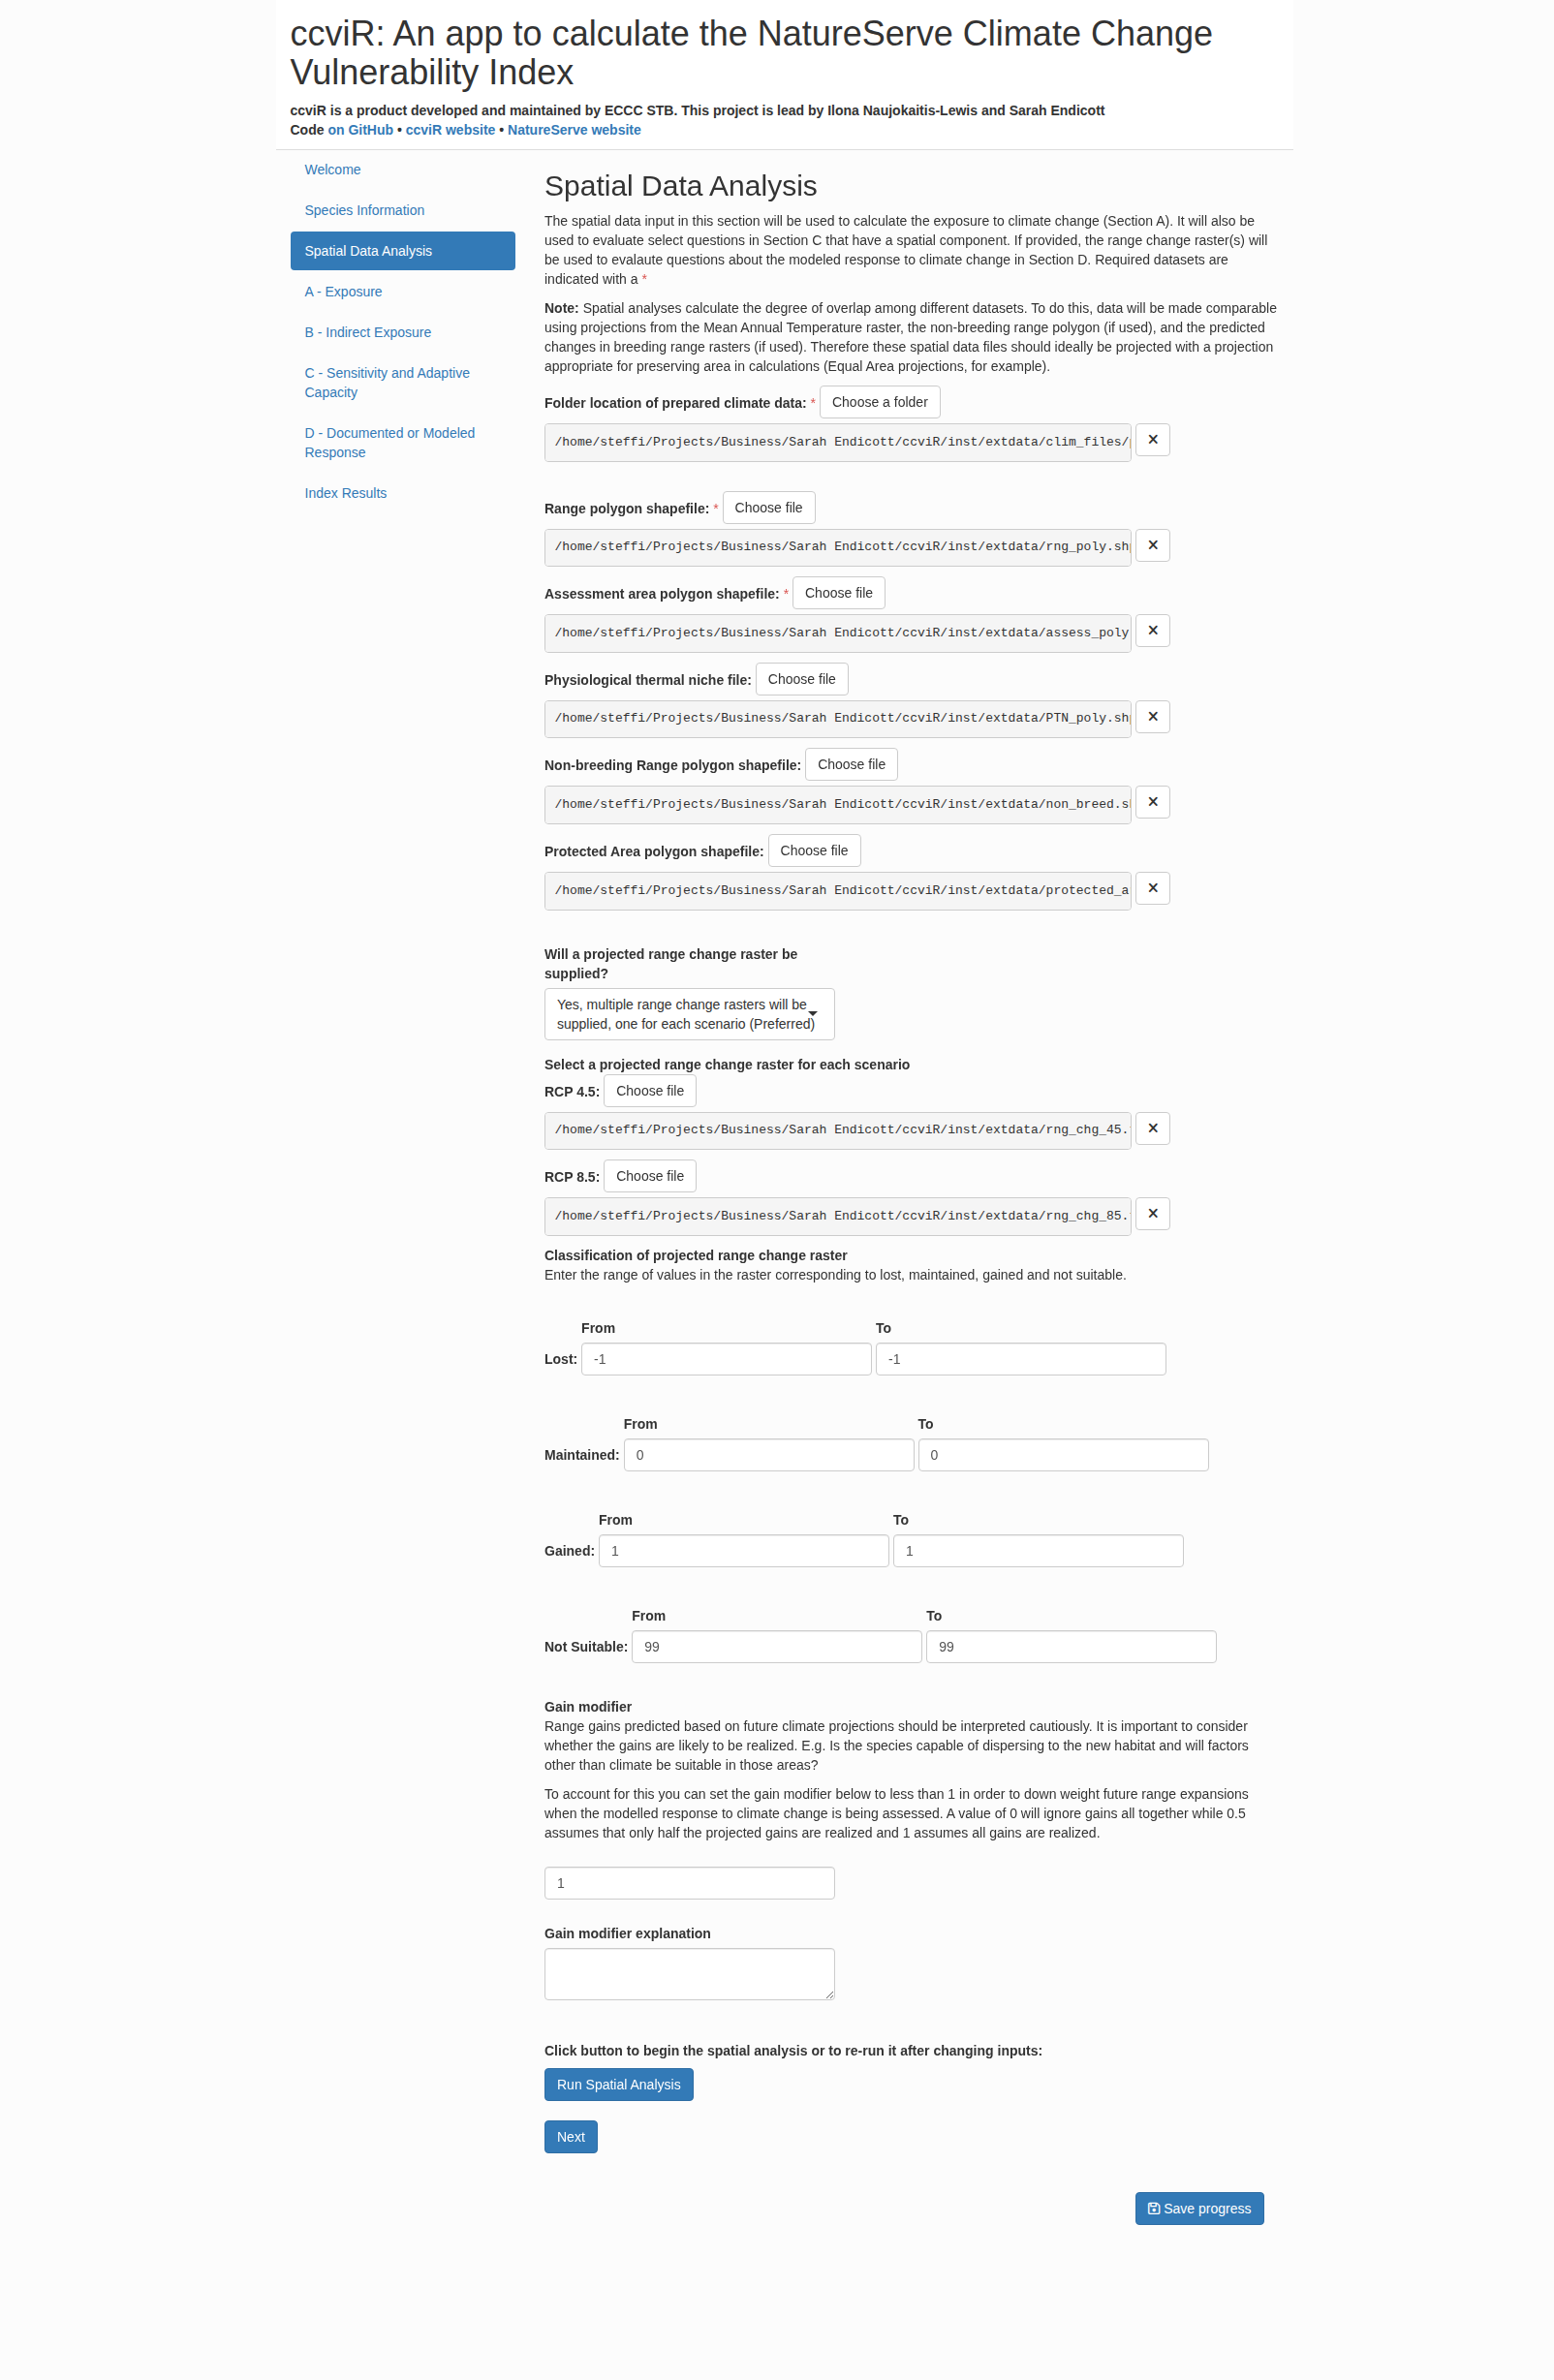 ccviR: An app to calculate the NatureServe Climate Change
Vulnerability Index
ccviR is a product developed and maintained by ECCC STB. This project is lead by Ilona Naujokaitis-Lewis and Sarah Endicott
Code on GitHub • ccviR website • NatureServe website
Welcome
Species Information
Spatial Data Analysis
A - Exposure
B - Indirect Exposure
C - Sensitivity and Adaptive
Capacity
D - Documented or Modeled
Response
Index Results
Spatial Data Analysis
The spatial data input in this section will be used to calculate the exposure to climate change (Section A). It will also be
used to evaluate select questions in Section C that have a spatial component. If provided, the range change raster(s) will
be used to evalaute questions about the modeled response to climate change in Section D. Required datasets are
indicated with a *
Note: Spatial analyses calculate the degree of overlap among different datasets. To do this, data will be made comparable
using projections from the Mean Annual Temperature raster, the non-breeding range polygon (if used), and the predicted
changes in breeding range rasters (if used). Therefore these spatial data files should ideally be projected with a projection
appropriate for preserving area in calculations (Equal Area projections, for example).
Folder location of prepared climate data: * Choose a folder
/home/steffi/Projects/Business/Sarah Endicott/ccviR/inst/extdata/clim_files/
Range polygon shapefile: * Choose file
/home/steffi/Projects/Business/Sarah Endicott/ccviR/inst/extdata/rng_poly.sh
Assessment area polygon shapefile: * Choose file
/home/steffi/Projects/Business/Sarah Endicott/ccviR/inst/extdata/assess_poly
Physiological thermal niche file: Choose file
/home/steffi/Projects/Business/Sarah Endicott/ccviR/inst/extdata/PTN_poly.sh
Non-breeding Range polygon shapefile: Choose file
/home/steffi/Projects/Business/Sarah Endicott/ccviR/inst/extdata/non_breed.s
Protected Area polygon shapefile: Choose file
/home/steffi/Projects/Business/Sarah Endicott/ccviR/inst/extdata/protected_a
Will a projected range change raster be
supplied?
Yes, multiple range change rasters will be
supplied, one for each scenario (Preferred)
Select a projected range change raster for each scenario
RCP 4.5: Choose file
/home/steffi/Projects/Business/Sarah Endicott/ccviR/inst/extdata/rng_chg_45.
RCP 8.5: Choose file
/home/steffi/Projects/Business/Sarah Endicott/ccviR/inst/extdata/rng_chg_85.
Classification of projected range change raster
Enter the range of values in the raster corresponding to lost, maintained, gained and not suitable.
From To
Lost: -1 -1
From To
Maintained: 0 0
From To
Gained: 1 1
From To
Not Suitable: 99 99
Gain modifier
Range gains predicted based on future climate projections should be interpreted cautiously. It is important to consider
whether the gains are likely to be realized. E.g. Is the species capable of dispersing to the new habitat and will factors
other than climate be suitable in those areas?
To account for this you can set the gain modifier below to less than 1 in order to down weight future range expansions
when the modelled response to climate change is being assessed. A value of 0 will ignore gains all together while 0.5
assumes that only half the projected gains are realized and 1 assumes all gains are realized.
1
Gain modifier explanation
Click button to begin the spatial analysis or to re-run it after changing inputs:
Run Spatial Analysis
Next
Save progress